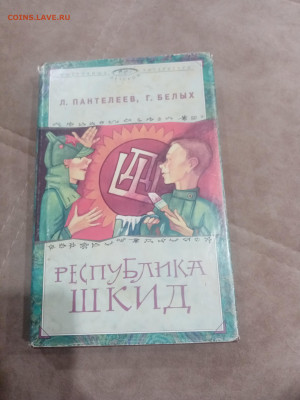 COINS.LAVE.RU
Л. ПАНТЕЛЕЕВ, Г. БЕЛЫХ
РЕСПУБЛИКА
ШКИД